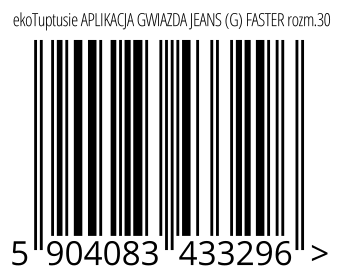 ekoTuptusie APLIKACJA GWIAZDA JEANS (G) FASTER rozm.30
5 904083 433296 >